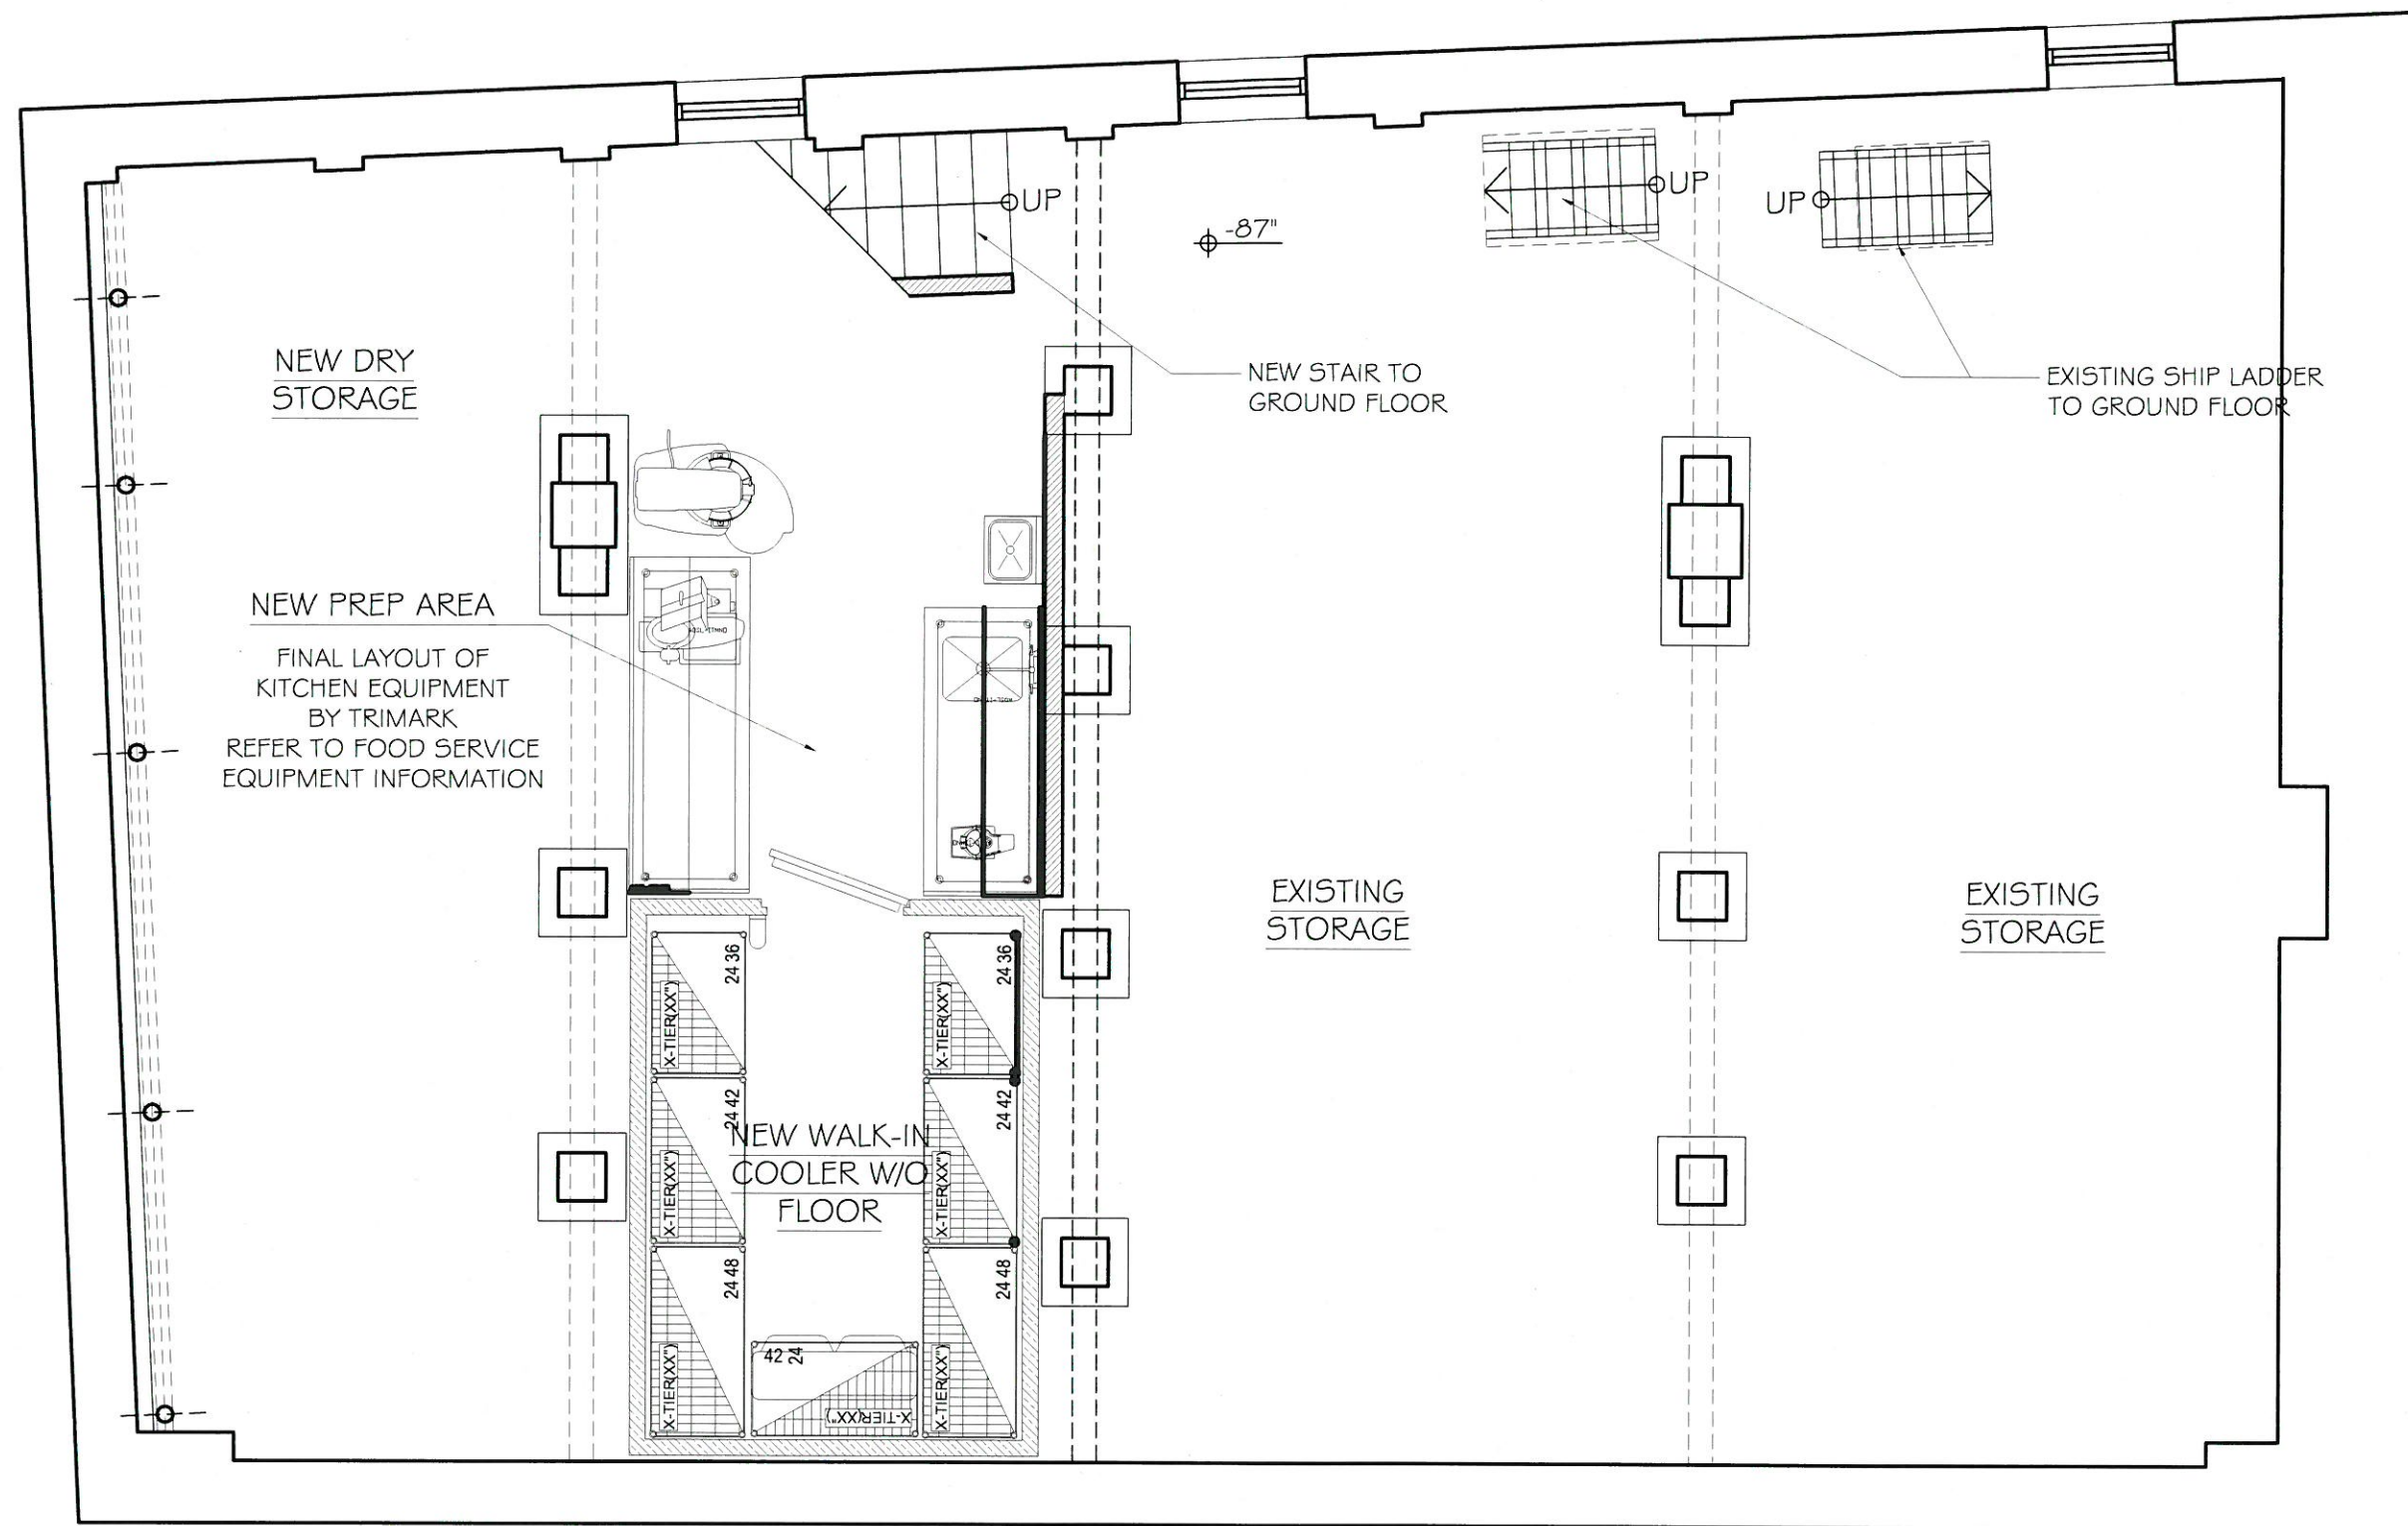 UP
-87"
UP
UP
NEW DRY
STORAGE
NEW STAIR TO
GROUND FLOOR
EXISTING SHIP LADDER
TO GROUND FLOOR
NEW PREP AREA
FINAL LAYOUT OF
KITCHEN EQUIPMENT
BY TRIMARK
REFER TO FOOD SERVICE
EQUIPMENT INFORMATION
EXISTING
STORAGE
EXISTING
STORAGE
24 36
X-TIER(XX")
24 36
X-TIER(XX")
24 42
X-TIER(XX")
24 42
X-TIER(XX")
NEW WALK-IN
COOLER W/O
FLOOR
24 48
X-TIER(XX")
24 48
X-TIER(XX")
42 24
X-TIER(XX")